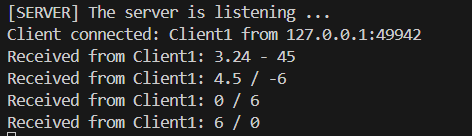 [SERVER] The server is listening ...
Client connected: Client1 from 127.0.0.1:49942
Received from Client1: 3.24 - 45
Received from Client1: 4.5 / -6
Received from Client1: 0 / 6
Received from Client1: 6 / 0